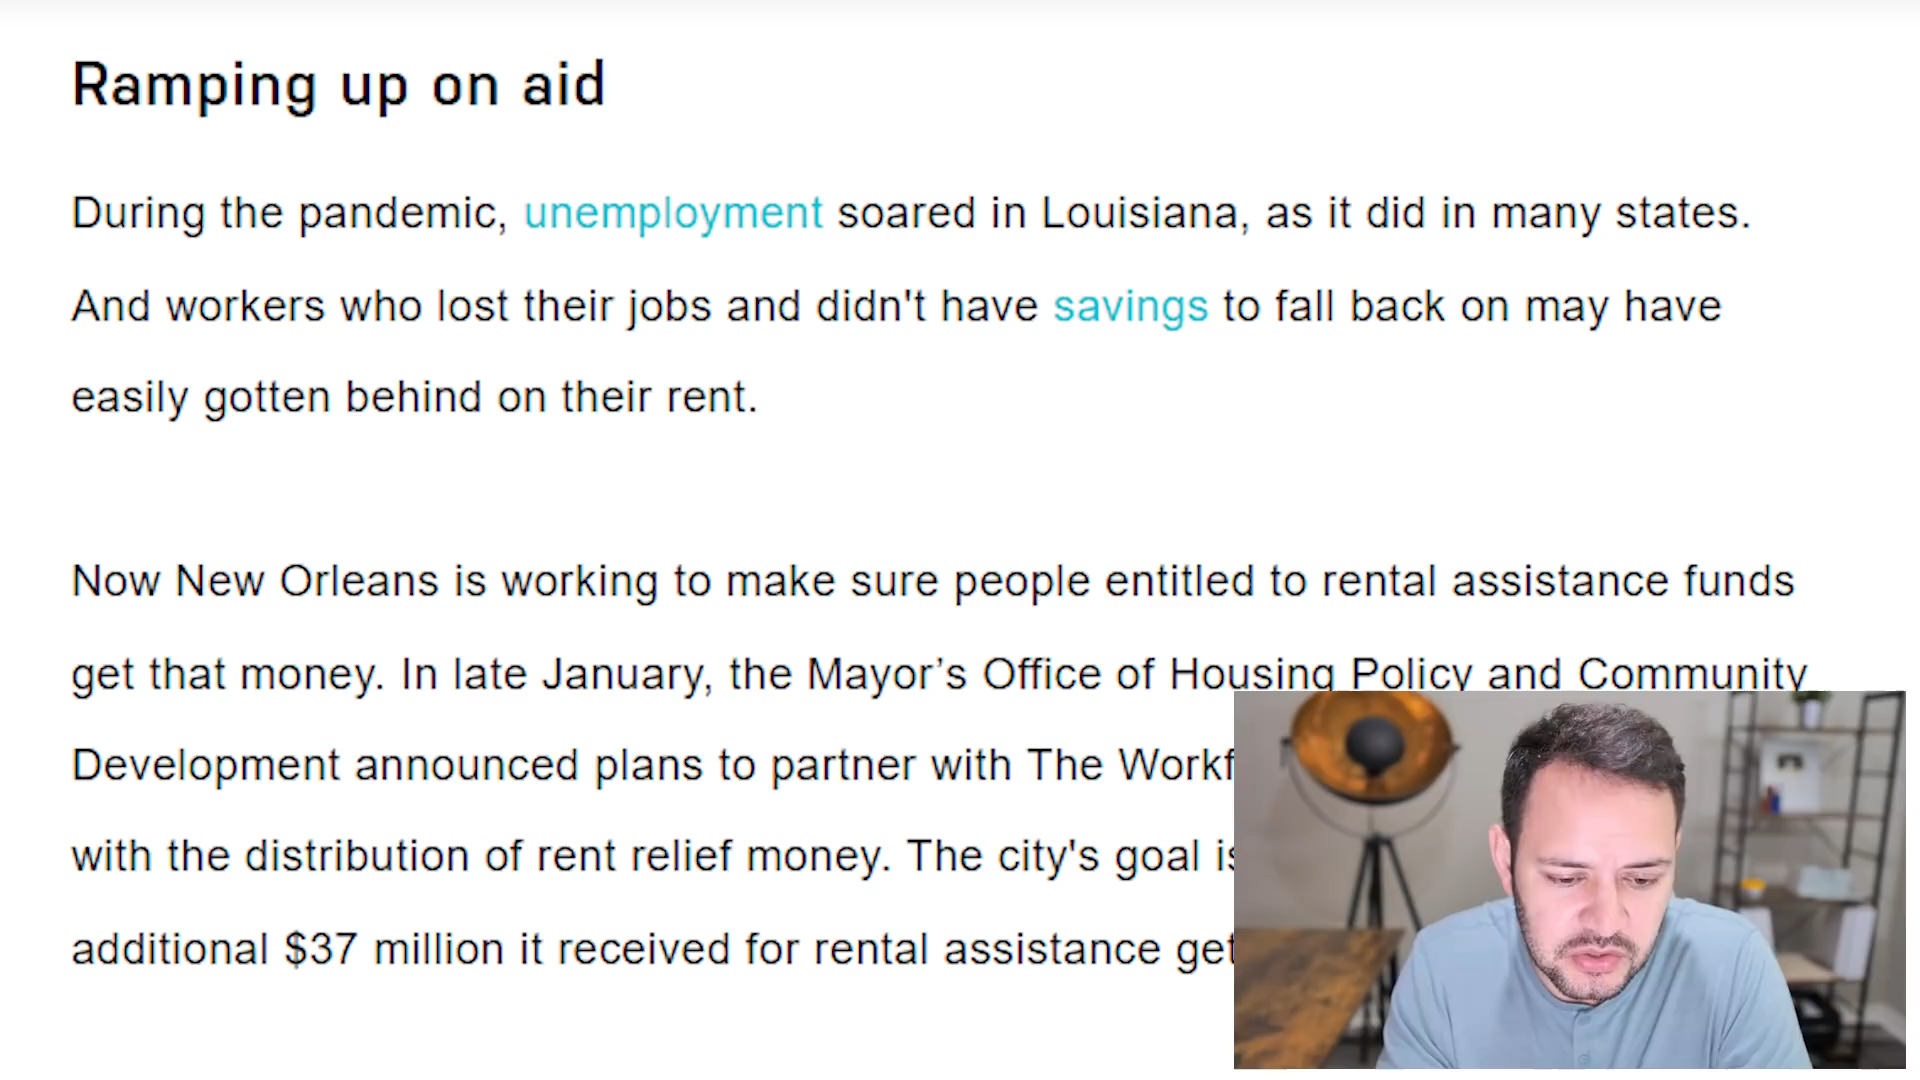 Ramping up on aid
During the pandemic, unemployment soared in Louisiana, as it did in many states.
And workers who lost their jobs and didn't have savings to fall back on may have
easily gotten behind on their rent.
Now New Orleans is working to make sure people entitled to rental assistance funds
get that money. In late January, the Mayor’s Office of Housing Policy and Community
Development announced plans to partner with The
with the distribution of rent relief money. The city's goal
additional $37 million it received for rental assistance